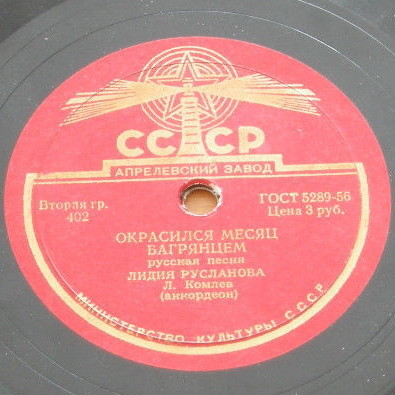 СССР
АПРЕЛЕВСКИЙ ЗАВОД
Вторая гр.
402
ГОСТ 5289-56
Цена 3 руб.
ОКРАСИЛСЯ МЕСЯЦ
БАГРЯНЦЕМ
русская песня
ЛИДИЯ РУСЛАНОВА
Л. Комлев
(аккордеон)
МИНИСТЕРСТВО КУЛЬТУРЫ С.С.С.Р.